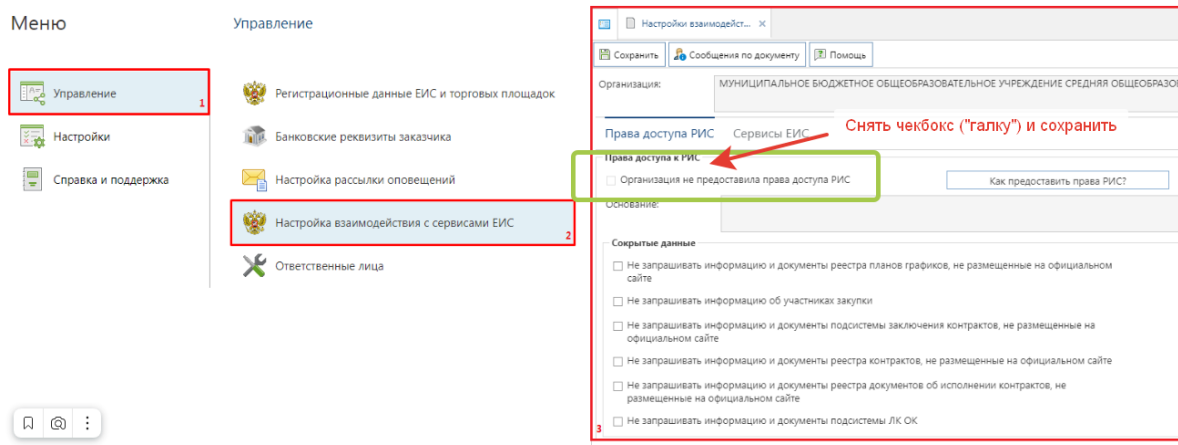 Меню
Управление
1
Настройки
Справка и поддержка
Управление
Регистрационные данные ЕИС и торговых площадок
Банковские реквизиты заказчика
Настройка рассылки оповещений
Настройка взаимодействия с сервисами ЕИС
2
Ответственные лица
Настройки взаимодейст... ×
Сохранить Сообщения по документу Помощь
Организация: МУНИЦИПАЛЬНОЕ БЮДЖЕТНОЕ ОБЩЕОБРАЗОВАТЕЛЬНОЕ УЧРЕЖДЕНИЕ СРЕДНЯЯ ОБЩЕОБРАЗО
Снять чекбокс ("галку") и сохранить
Права доступа РИС Сервисы ЕИС
Права доступа к РИС
Организация не предоставила права доступа РИС Как предоставить права РИС?
Основание:
Сокрытые данные
Не запрашивать информацию и документы реестра планов графиков, не размещенные на официальном
сайте
Не запрашивать информацию об участниках закупки
Не запрашивать информацию и документы подсистемы заключения контрактов, не размещенные на
официальном сайте
Не запрашивать информацию и документы реестра контрактов, не размещенные на официальном сайте
Не запрашивать информацию и документы реестра документов об исполнении контрактов, не
размещенные на официальном сайте
Не запрашивать информацию и документы подсистемы ЛК ОК
3